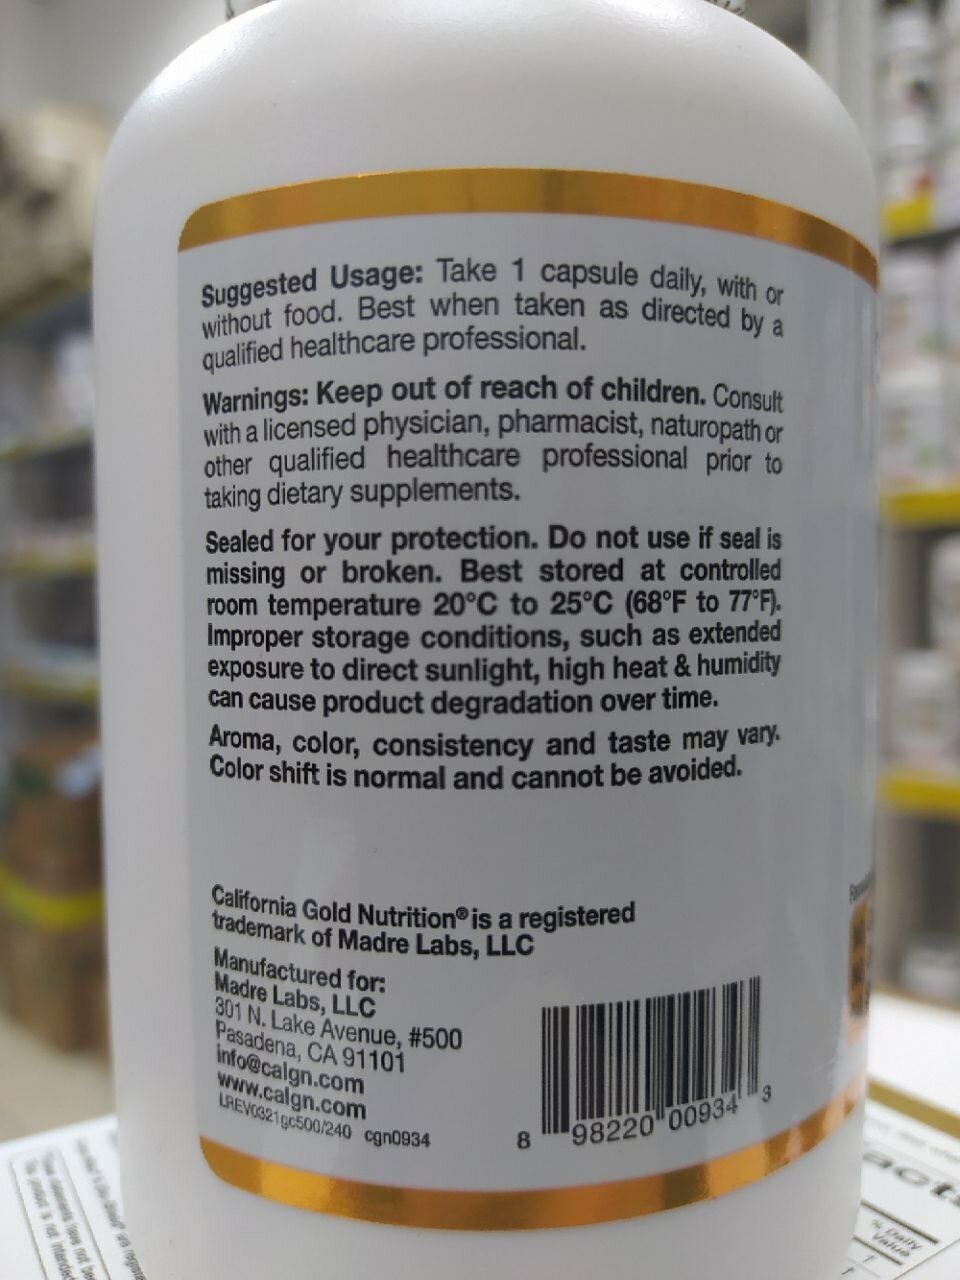 Suggested Usage: Take 1 capsule daily, with or
without food. Best when taken as directed by a
qualified healthcare professional.
Warnings: Keep out of reach of children. Consult
with a licensed physician, pharmacist, naturopath or
other qualified healthcare professional prior to
taking dietary supplements.
Sealed for your protection. Do not use if seal is
missing or broken. Best stored at controlled
room temperature 20°C to 25°C (68°F to 77°F).
Improper storage conditions, such as extended
exposure to direct sunlight, high heat & humidity
can cause product degradation over time.
Aroma, color, consistency and taste may vary.
Color shift is normal and cannot be avoided.
California Gold Nutrition® is a registered
trademark of Madre Labs, LLC
Manufactured for:
Madre Labs, LLC
301 N. Lake Avenue, #500
Pasadena, CA 91101
info@calgn.com
www.calgn.com
LREV0321gc500/240 cgn0934
8 98220 00934 3
% Daily
Value